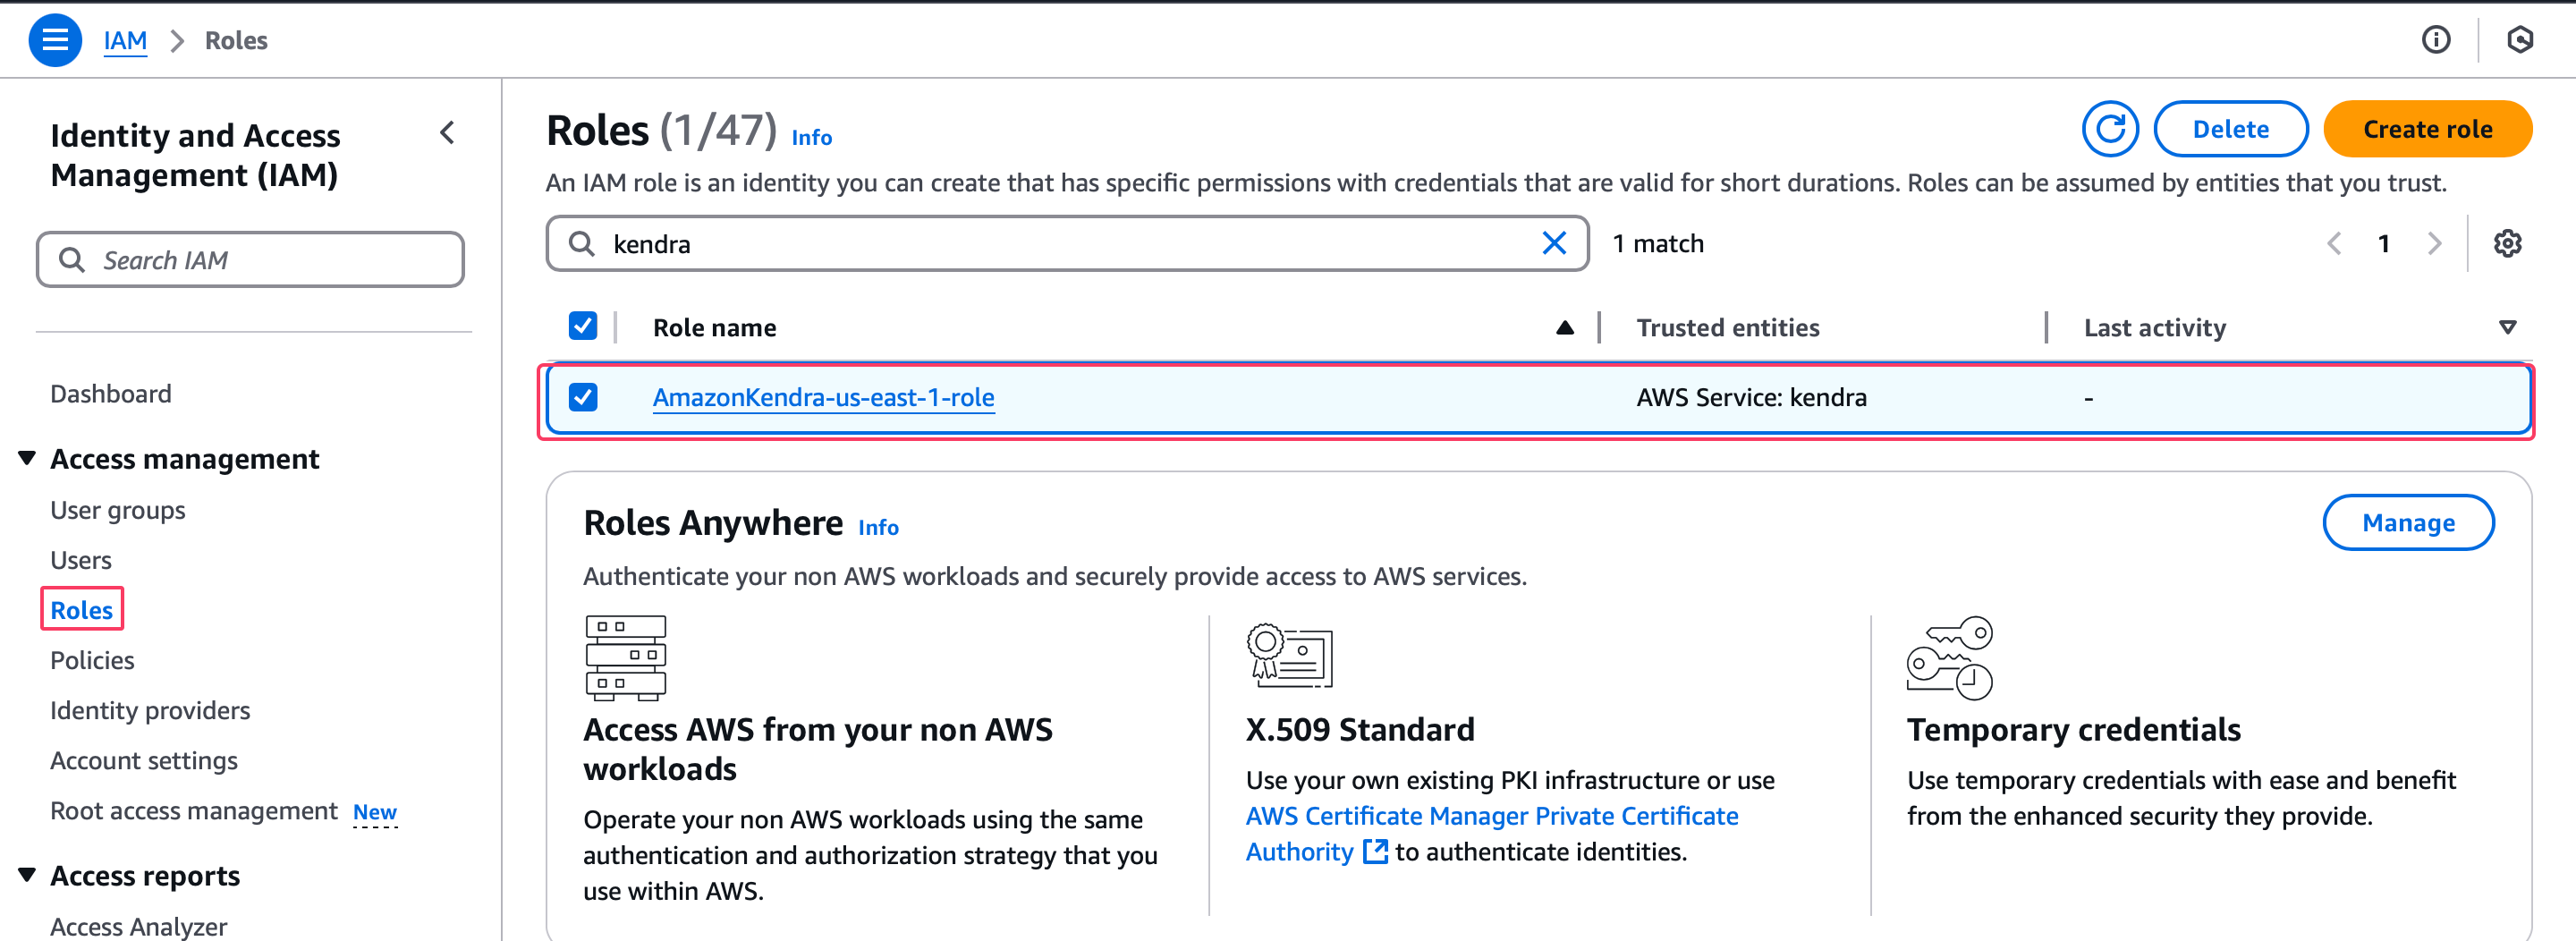 IAM > Roles
Identity and Access
Management (IAM)
Search IAM
Dashboard
Access management
User groups
Users
Roles
Policies
Identity providers
Account settings
Root access management New
Access reports
Access Analyzer
Roles (1/47) Info
Delete
Create role
An IAM role is an identity you can create that has specific permissions with credentials that are valid for short durations. Roles can be assumed by entities that you trust.
kendra
1 match
1
Role name
Trusted entities
Last activity
AmazonKendra-us-east-1-role
AWS Service: kendra
-
Roles Anywhere Info
Manage
Authenticate your non AWS workloads and securely provide access to AWS services.
Access AWS from your non AWS
workloads
Operate your non AWS workloads using the same
authentication and authorization strategy that you
use within AWS.
X.509 Standard
Use your own existing PKI infrastructure or use
AWS Certificate Manager Private Certificate
Authority to authenticate identities.
Temporary credentials
Use temporary credentials with ease and benefit
from the enhanced security they provide.